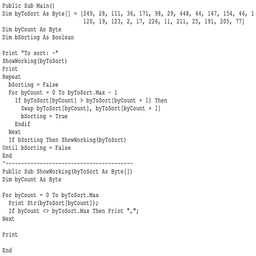 Public Sub Main()
Dim byToSort As Byte[] = [249, 28, 111, 36, 171, 98, 29, 448, 44, 147, 154, 46, 1
120, 19, 123, 2, 17, 226, 11, 211, 25, 191, 205, 77]
Dim byCount As Byte
Dim bSorting As Boolean
Print "To sort: -"
ShowWorking(byToSort)
Print
Repeat
bSorting = False
For byCount = 0 To byToSort.Max - 1
If byToSort[byCount] > byToSort[byCount + 1] Then
Swap byToSort[byCount], byToSort[byCount + 1]
bSorting = True
Endif
Next
If bSorting Then ShowWorking(byToSort)
Until bSorting = False
End
'-----------------------------------------
Public Sub ShowWorking(byToSort As Byte[])
Dim byCount As Byte
For byCount = 0 To byToSort.Max
Print Str(byToSort[byCount]);
If byCount <> byToSort.Max Then Print ",";
Next
Print
End